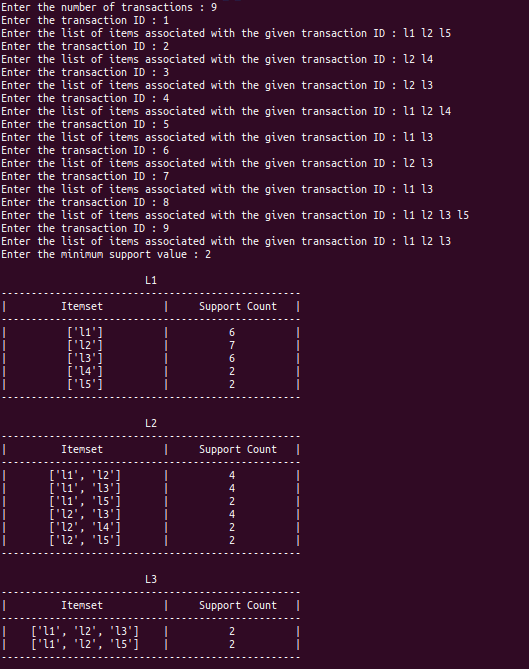 Enter the number of transactions : 9
Enter the transaction ID : 1
Enter the list of items associated with the given transaction ID : l1 l2 l5
Enter the transaction ID : 2
Enter the list of items associated with the given transaction ID : l2 l4
Enter the transaction ID : 3
Enter the list of items associated with the given transaction ID : l2 l3
Enter the transaction ID : 4
Enter the list of items associated with the given transaction ID : l1 l2 l4
Enter the transaction ID : 5
Enter the list of items associated with the given transaction ID : l1 l3
Enter the transaction ID : 6
Enter the list of items associated with the given transaction ID : l2 l3
Enter the transaction ID : 7
Enter the list of items associated with the given transaction ID : l1 l3
Enter the transaction ID : 8
Enter the list of items associated with the given transaction ID : l1 l2 l3 l5
Enter the transaction ID : 9
Enter the list of items associated with the given transaction ID : l1 l2 l3
Enter the minimum support value : 2
L1
--------------------------------------------------
| Itemset | Support Count |
--------------------------------------------------
| ['l1'] | 6 |
| ['l2'] | 7 |
| ['l3'] | 6 |
| ['l4'] | 2 |
| ['l5'] | 2 |
--------------------------------------------------
L2
--------------------------------------------------
| Itemset | Support Count |
--------------------------------------------------
| ['l1', 'l2'] | 4 |
| ['l1', 'l3'] | 4 |
| ['l1', 'l5'] | 2 |
| ['l2', 'l3'] | 4 |
| ['l2', 'l4'] | 2 |
| ['l2', 'l5'] | 2 |
--------------------------------------------------
L3
--------------------------------------------------
| Itemset | Support Count |
--------------------------------------------------
| ['l1', 'l2', 'l3'] | 2 |
| ['l1', 'l2', 'l5'] | 2 |
--------------------------------------------------